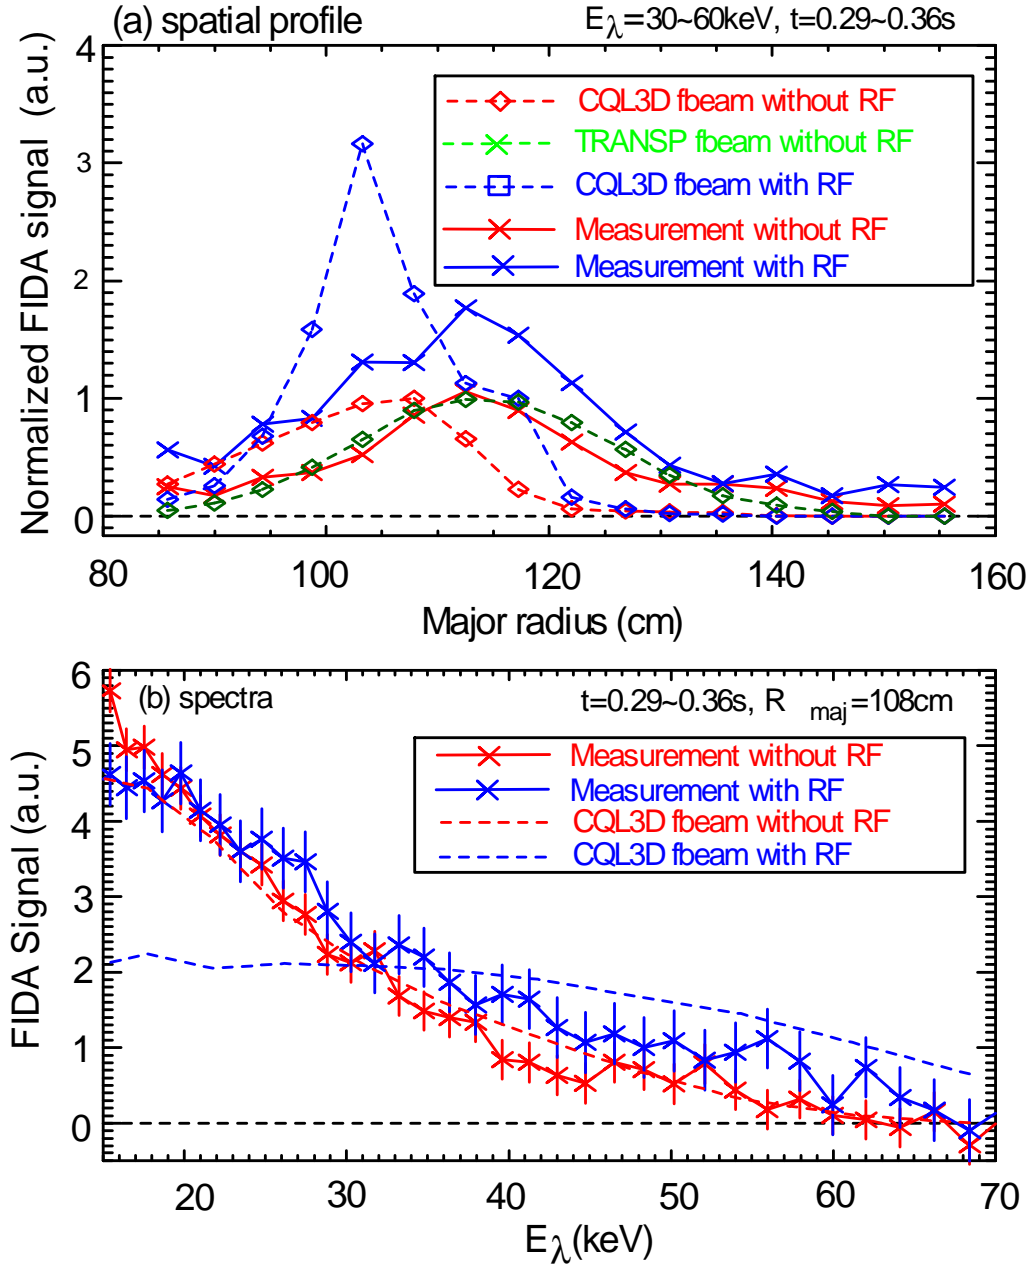 (a) spatial profile
Eλ=30~60keV, t=0.29~0.36s
Normalized FIDA signal (a.u.)
4
3
2
1
0
CQL3D fbeam without RF
TRANSP fbeam without RF
CQL3D fbeam with RF
Measurement without RF
Measurement with RF
80
100
120
140
160
Major radius (cm)
(b) spectra
t=0.29~0.36s, R maj=108cm
FIDA Signal (a.u.)
6
5
4
3
2
1
0
Measurement without RF
Measurement with RF
CQL3D fbeam without RF
CQL3D fbeam with RF
20
30
40
50
60
70
Eλ(keV)